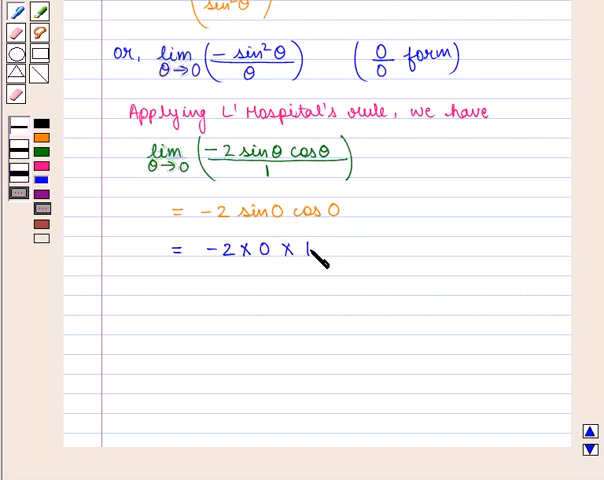 sin²θ
or, lim θ→0 (-sin²θ / θ) (0/0 form)
Applying L' Hospital's rule, we have
lim θ→0 (-2 sinθ cosθ / 1)
= -2 sin0 cos0
= -2 × 0 × 1